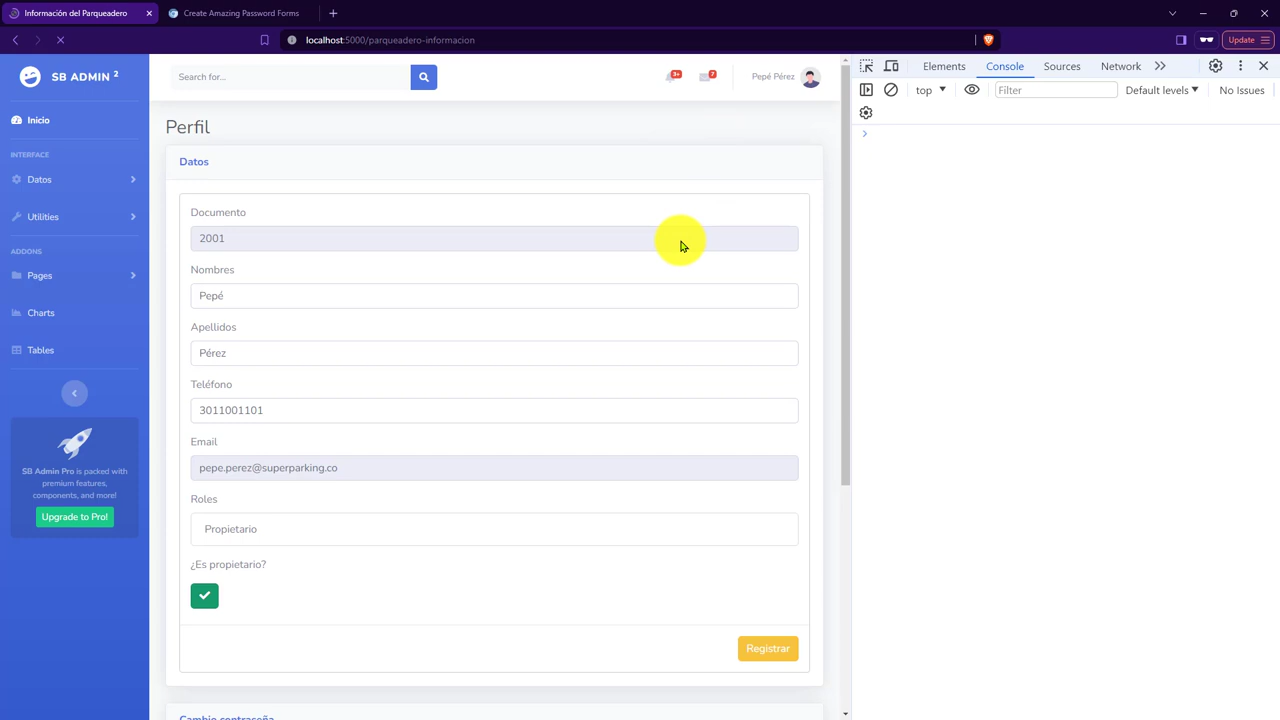 Información del Parqueadero
Create Amazing Password Forms
localhost:5000/parqueadero-informacion
Update
SB ADMIN 2
Search for...
3+
7
Pepé Pérez
Elements
Console
Sources
Network
top
Filter
Default levels
No Issues
Inicio
INTERFACE
Datos
Utilities
ADDONS
Pages
Charts
Tables
SB Admin Pro is packed with
premium features,
components, and more!
Upgrade to Pro!
Perfil
Datos
Documento
2001
Nombres
Pepé
Apellidos
Pérez
Teléfono
3011001101
Email
pepe.perez@superparking.co
Roles
Propietario
¿Es propietario?
Registrar
Cambio contraseña